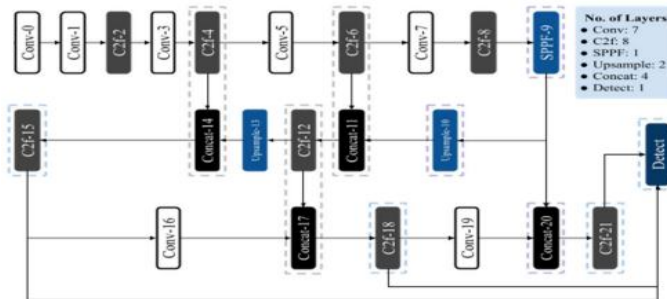 Conv-0
Conv-1
C2f-2
Conv-3
C2f-4
Conv-5
C2f-6
Conv-7
C2f-8
SPPF-9
No. of Layers
● Conv: 7
● C2f: 8
● SPPF: 1
● Upsample: 2
● Concat: 4
● Detect: 1
C2f-15
Concat-14
Upsample-13
C2f-12
Concat-11
Upsample-10
Detect
Conv-16
Concat-17
C2f-18
Conv-19
Concat-20
C2f-21